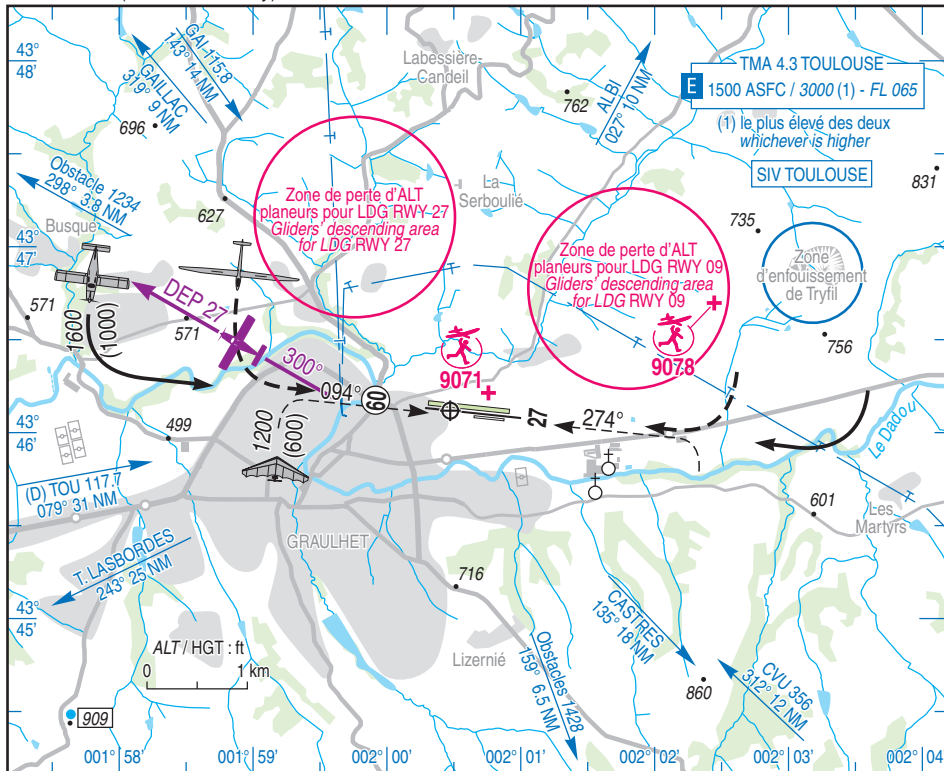 43°
48'
GAI 115.8
143° 14 NM
GAILLAC
319° 9 NM
696
Labessière-
Candeil
762
ALBI
027° 10 NM
TMA 4.3 TOULOUSE
E 1500 ASFC / 3000 (1) - FL 065
(1) le plus élevé des deux
whichever is higher
SIV TOULOUSE
831
Obstacle 1234
298° 3.8 NM
627
Zone de perte d'ALT
planeurs pour LDG RWY 27
Gliders' descending area
for LDG RWY 27
La
Serboulié
735
43°
47'
Busque
Zone de perte d'ALT
planeurs pour LDG RWY 09
Gliders' descending area
for LDG RWY 09
Zone
d'enfouissement
de Tryfil
571
1600
(1000)
DEP 27
571
300°
9071
9078
756
094°
09
27
274°
43°
46'
499
1200
(600)
Le Dadou
(D) TOU 117.7
079° 31 NM
601
Les
Martyrs
GRAULHET
T. LASBORDES
243° 25 NM
716
43°
45'
CASTRES
135° 18 NM
ALT / HGT : ft
0 1 km
Lizernié
Obstacles 1428
159° 6.5 NM
860
CVU 356
312° 12 NM
909
001° 58'
001° 59'
002° 00'
002° 01'
002° 02'
002° 03'
002° 04'